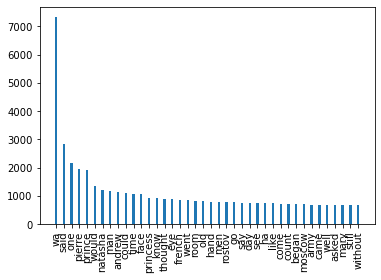 7000
6000
5000
4000
3000
2000
1000
0
wa
said
one
pierre
prince
would
natasha
man
andrew
could
time
face
princess
know
thought
eye
french
went
room
old
hand
men
rostov
go
say
day
see
ha
like
come
count
began
moscow
army
came
well
asked
mary
still
without